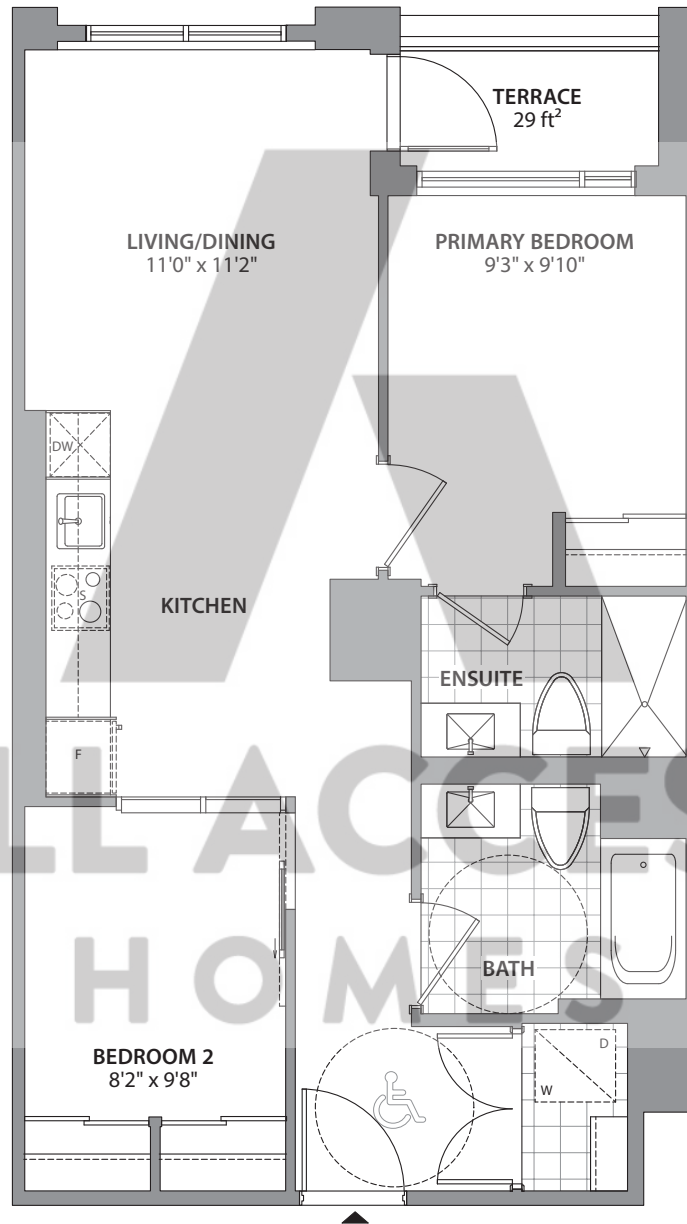 TERRACE
29 ft²
LIVING/DINING
11'0" x 11'2"
PRIMARY BEDROOM
9'3" x 9'10"
DW
S
KITCHEN
ENSUITE
F
LL ACCES
HOMES
BATH
BEDROOM 2
8'2" x 9'8"
D
W